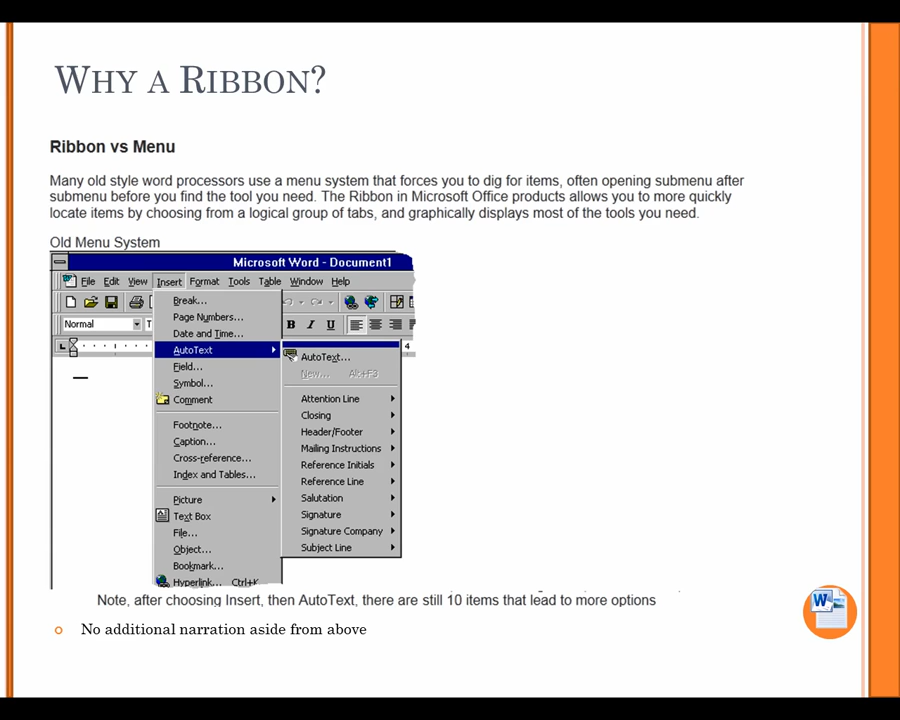 WHY A RIBBON?
Ribbon vs Menu
Many old style word processors use a menu system that forces you to dig for items, often opening submenu after
submenu before you find the tool you need. The Ribbon in Microsoft Office products allows you to more quickly
locate items by choosing from a logical group of tabs, and graphically displays most of the tools you need.
Old Menu System
Microsoft Word - Document1
File Edit View Insert Format Tools Table Window Help
Normal T B I U
4
Break...
Page Numbers...
Date and Time...
AutoText
Field...
Symbol...
Comment
Footnote...
Caption...
Cross-reference...
Index and Tables...
Picture
Text Box
File...
Object...
Bookmark...
Hyperlink... Ctrl+K
AutoText...
New... Alt+F3
Attention Line
Closing
Header/Footer
Mailing Instructions
Reference Initials
Reference Line
Salutation
Signature
Signature Company
Subject Line
Note, after choosing Insert, then AutoText, there are still 10 items that lead to more options
No additional narration aside from above
W